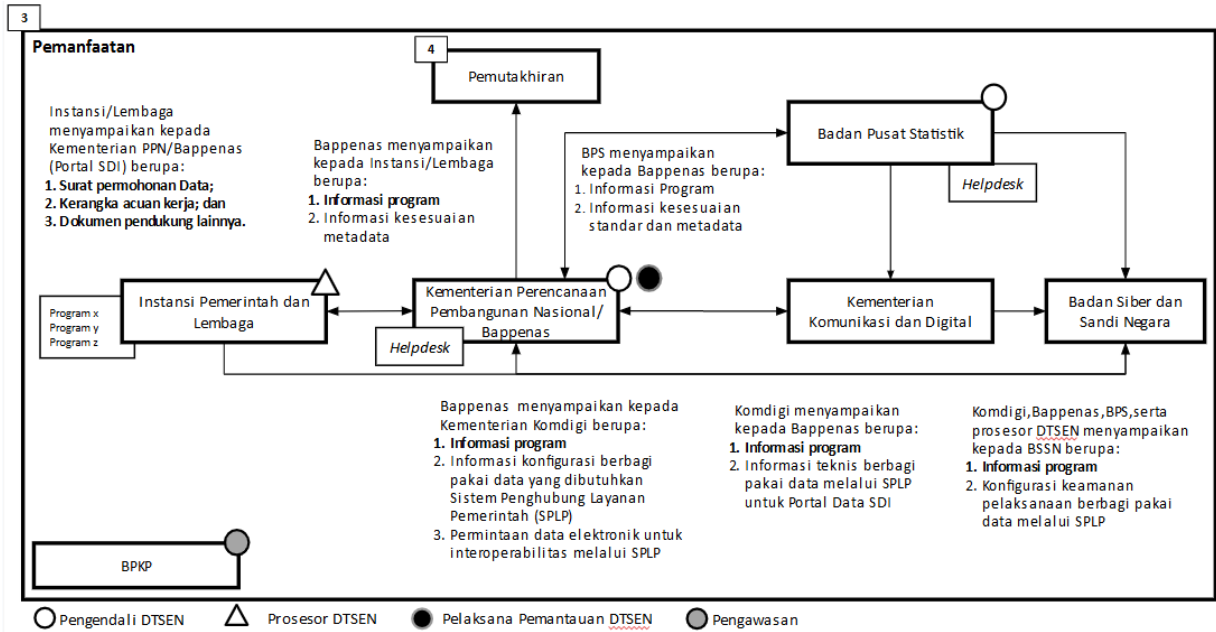 3
Pemanfaatan
4
Pemutakhiran
Instansi/Lembaga
menyampaikan kepada
Kementerian PPN/Bappenas
(Portal SDI) berupa:
1. Surat permohonan Data;
2. Kerangka acuan kerja; dan
3. Dokumen pendukung lainnya.
Bappenas menyampaikan
kepada Instansi/Lembaga
berupa:
1. Informasi program
2. Informasi kesesuaian
metadata
BPS menyampaikan
kepada Bappenas berupa:
1. Informasi Program
2. Informasi kesesuaian
standar dan metadata
Badan Pusat Statistik
Helpdesk
Program x
Program y
Program z
Instansi Pemerintah dan
Lembaga
Kementerian Perencanaan
Pembangunan Nasional/
Bappenas
Helpdesk
Kementerian
Komunikasi dan Digital
Badan Siber dan
Sandi Negara
Bappenas menyampaikan kepada
Kementerian Komdigi berupa:
1. Informasi program
2. Informasi konfigurasi berbagi
pakai data yang dibutuhkan
Sistem Penghubung Layanan
Pemerintah (SPLP)
3. Permintaan data elektronik untuk
interoperabilitas melalui SPLP
Komdigi menyampaikan
kepada Bappenas berupa:
1. Informasi program
2. Informasi teknis berbagi
pakai data melalui SPLP
untuk Portal Data SDI
Komdigi,Bappenas,BPS,serta
prosesor DTSEN menyampaikan
kepada BSSN berupa:
1. Informasi program
2. Konfigurasi keamanan
pelaksanaan berbagi pakai
data melalui SPLP
BPKP
Pengendali DTSEN
Prosesor DTSEN
Pelaksana Pemantauan DTSEN
Pengawasan